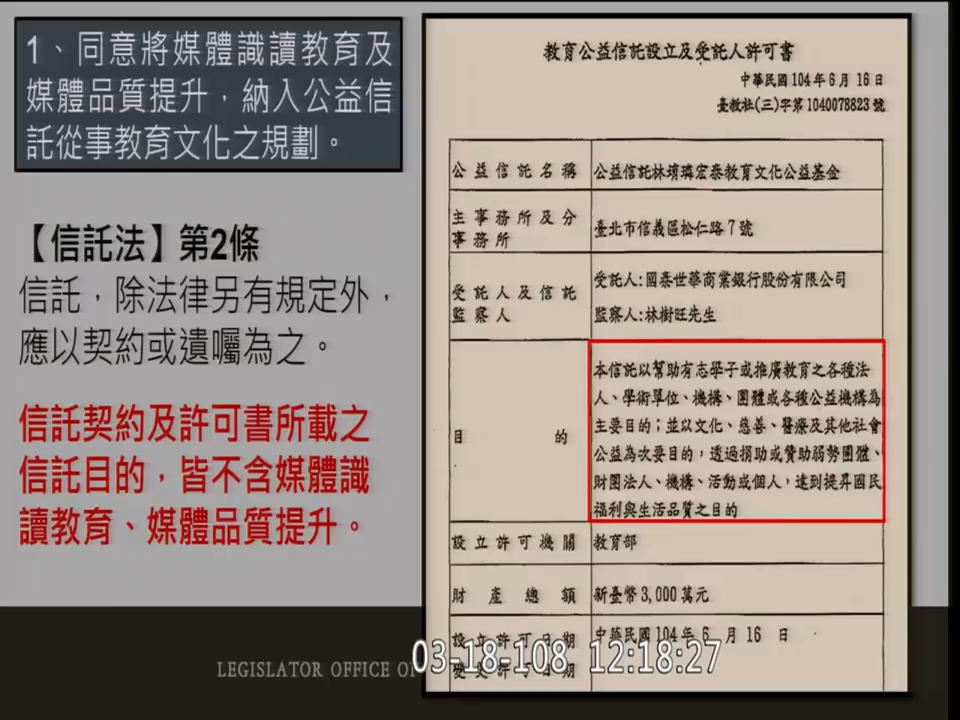 1、同意將媒體識讀教育及
媒體品質提升，納入公益信
託從事教育文化之規劃。
【信託法】第2條
信託，除法律另有規定外，
應以契約或遺囑為之。
信託契約及許可書所載之
信託目的，皆不含媒體識
讀教育、媒體品質提升。
教育公益信託設立及受託人許可書
中華民國104年6月16日
臺教社(三)字第1040078823號
公益信託名稱
公益信託林堉璘宏泰教育文化公益基金
主事務所及分
事務所
臺北市信義區松仁路7號
受託人及信託
監察人
受託人:國泰世華商業銀行股份有限公司
監察人:林樹旺先生
目的
本信託以幫助有志學子或推廣教育之各種法
人、學術單位、機構、團體或各種公益機構為
主要目的；並以文化、慈善、醫療及其他社會
公益為次要目的，透過捐助或贊助弱勢團體、
財團法人、機構、活動或個人，達到提昇國民
福利與生活品質之目的
設立許可機關
教育部
財產總額
新臺幣3,000萬元
設立許可日期
中華民國104年6月16日
變更許可日期
LEGISLATOR OFFICE OF
03-18-108 12:18:27